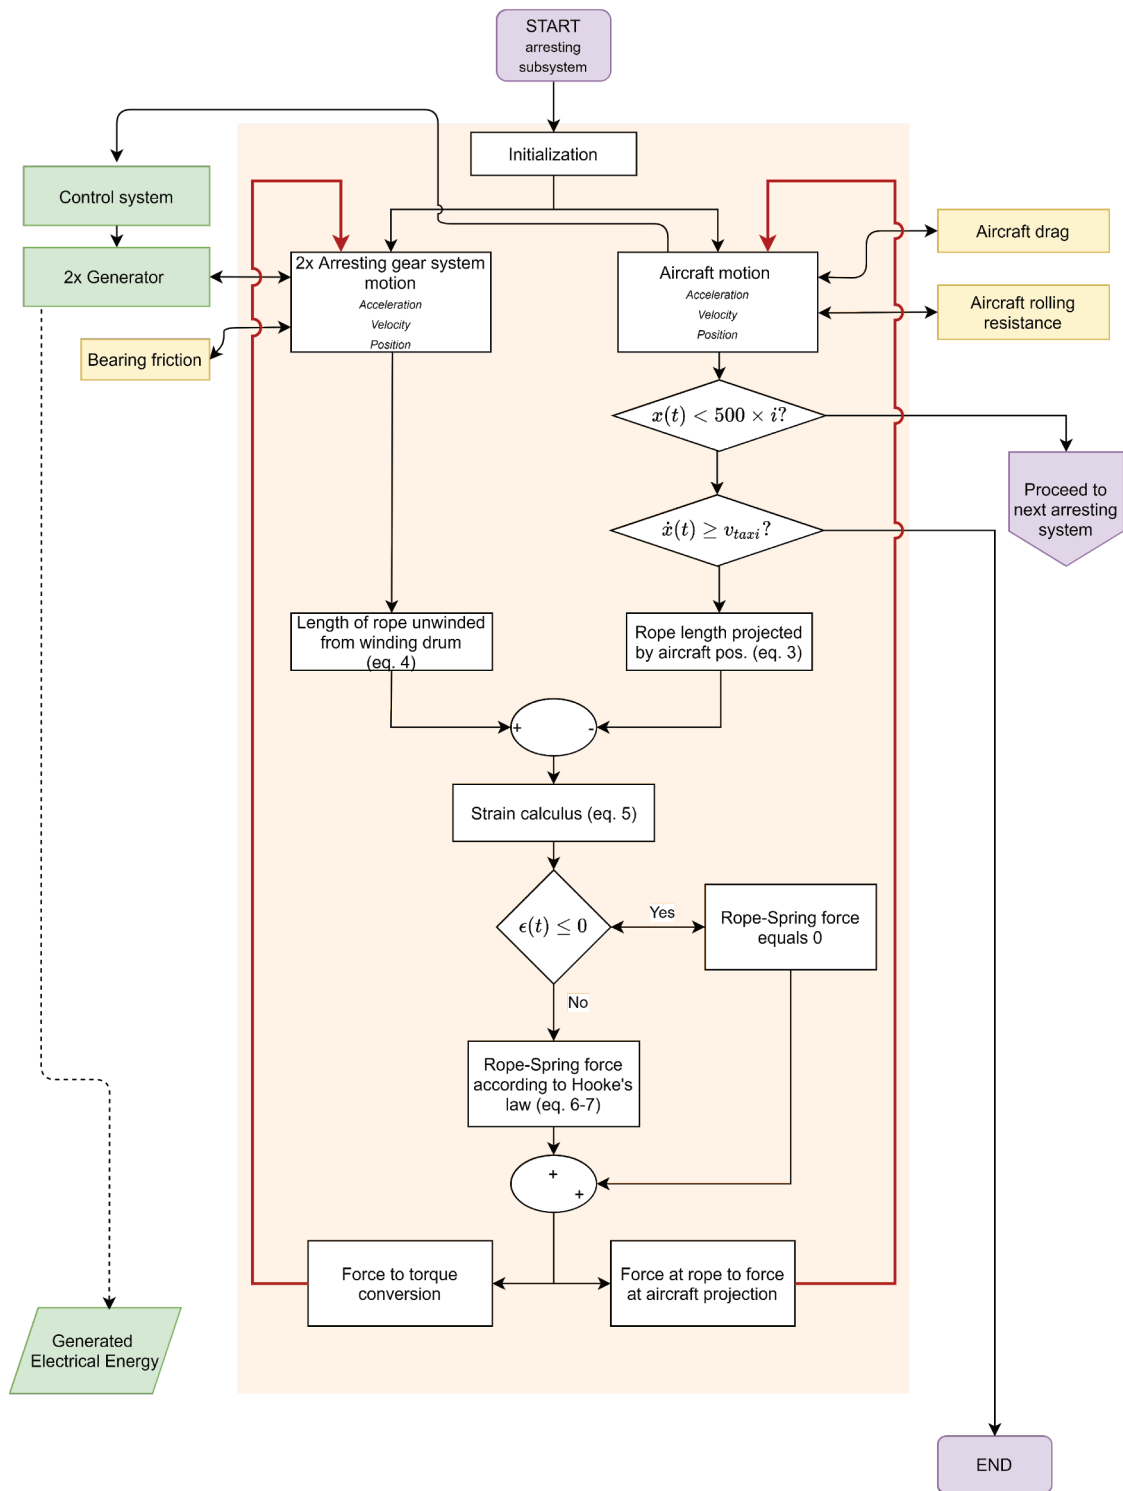 START
arresting
subsystem
Initialization
Control system
2x Generator
Bearing friction
2x Arresting gear system
motion
Acceleration
Velocity
Position
Aircraft motion
Acceleration
Velocity
Position
Aircraft drag
Aircraft rolling
resistance
x(t) < 500 × i?
Proceed to
next arresting
system
ẋ(t) ≥ v_{taxi}?
Length of rope unwinded
from winding drum
(eq. 4)
Rope length projected
by aircraft pos. (eq. 3)
+ -
Strain calculus (eq. 5)
ϵ(t) ≤ 0
Yes
Rope-Spring force
equals 0
No
Rope-Spring force
according to Hooke's
law (eq. 6-7)
+
+
Force to torque
conversion
Force at rope to force
at aircraft projection
Generated
Electrical Energy
END